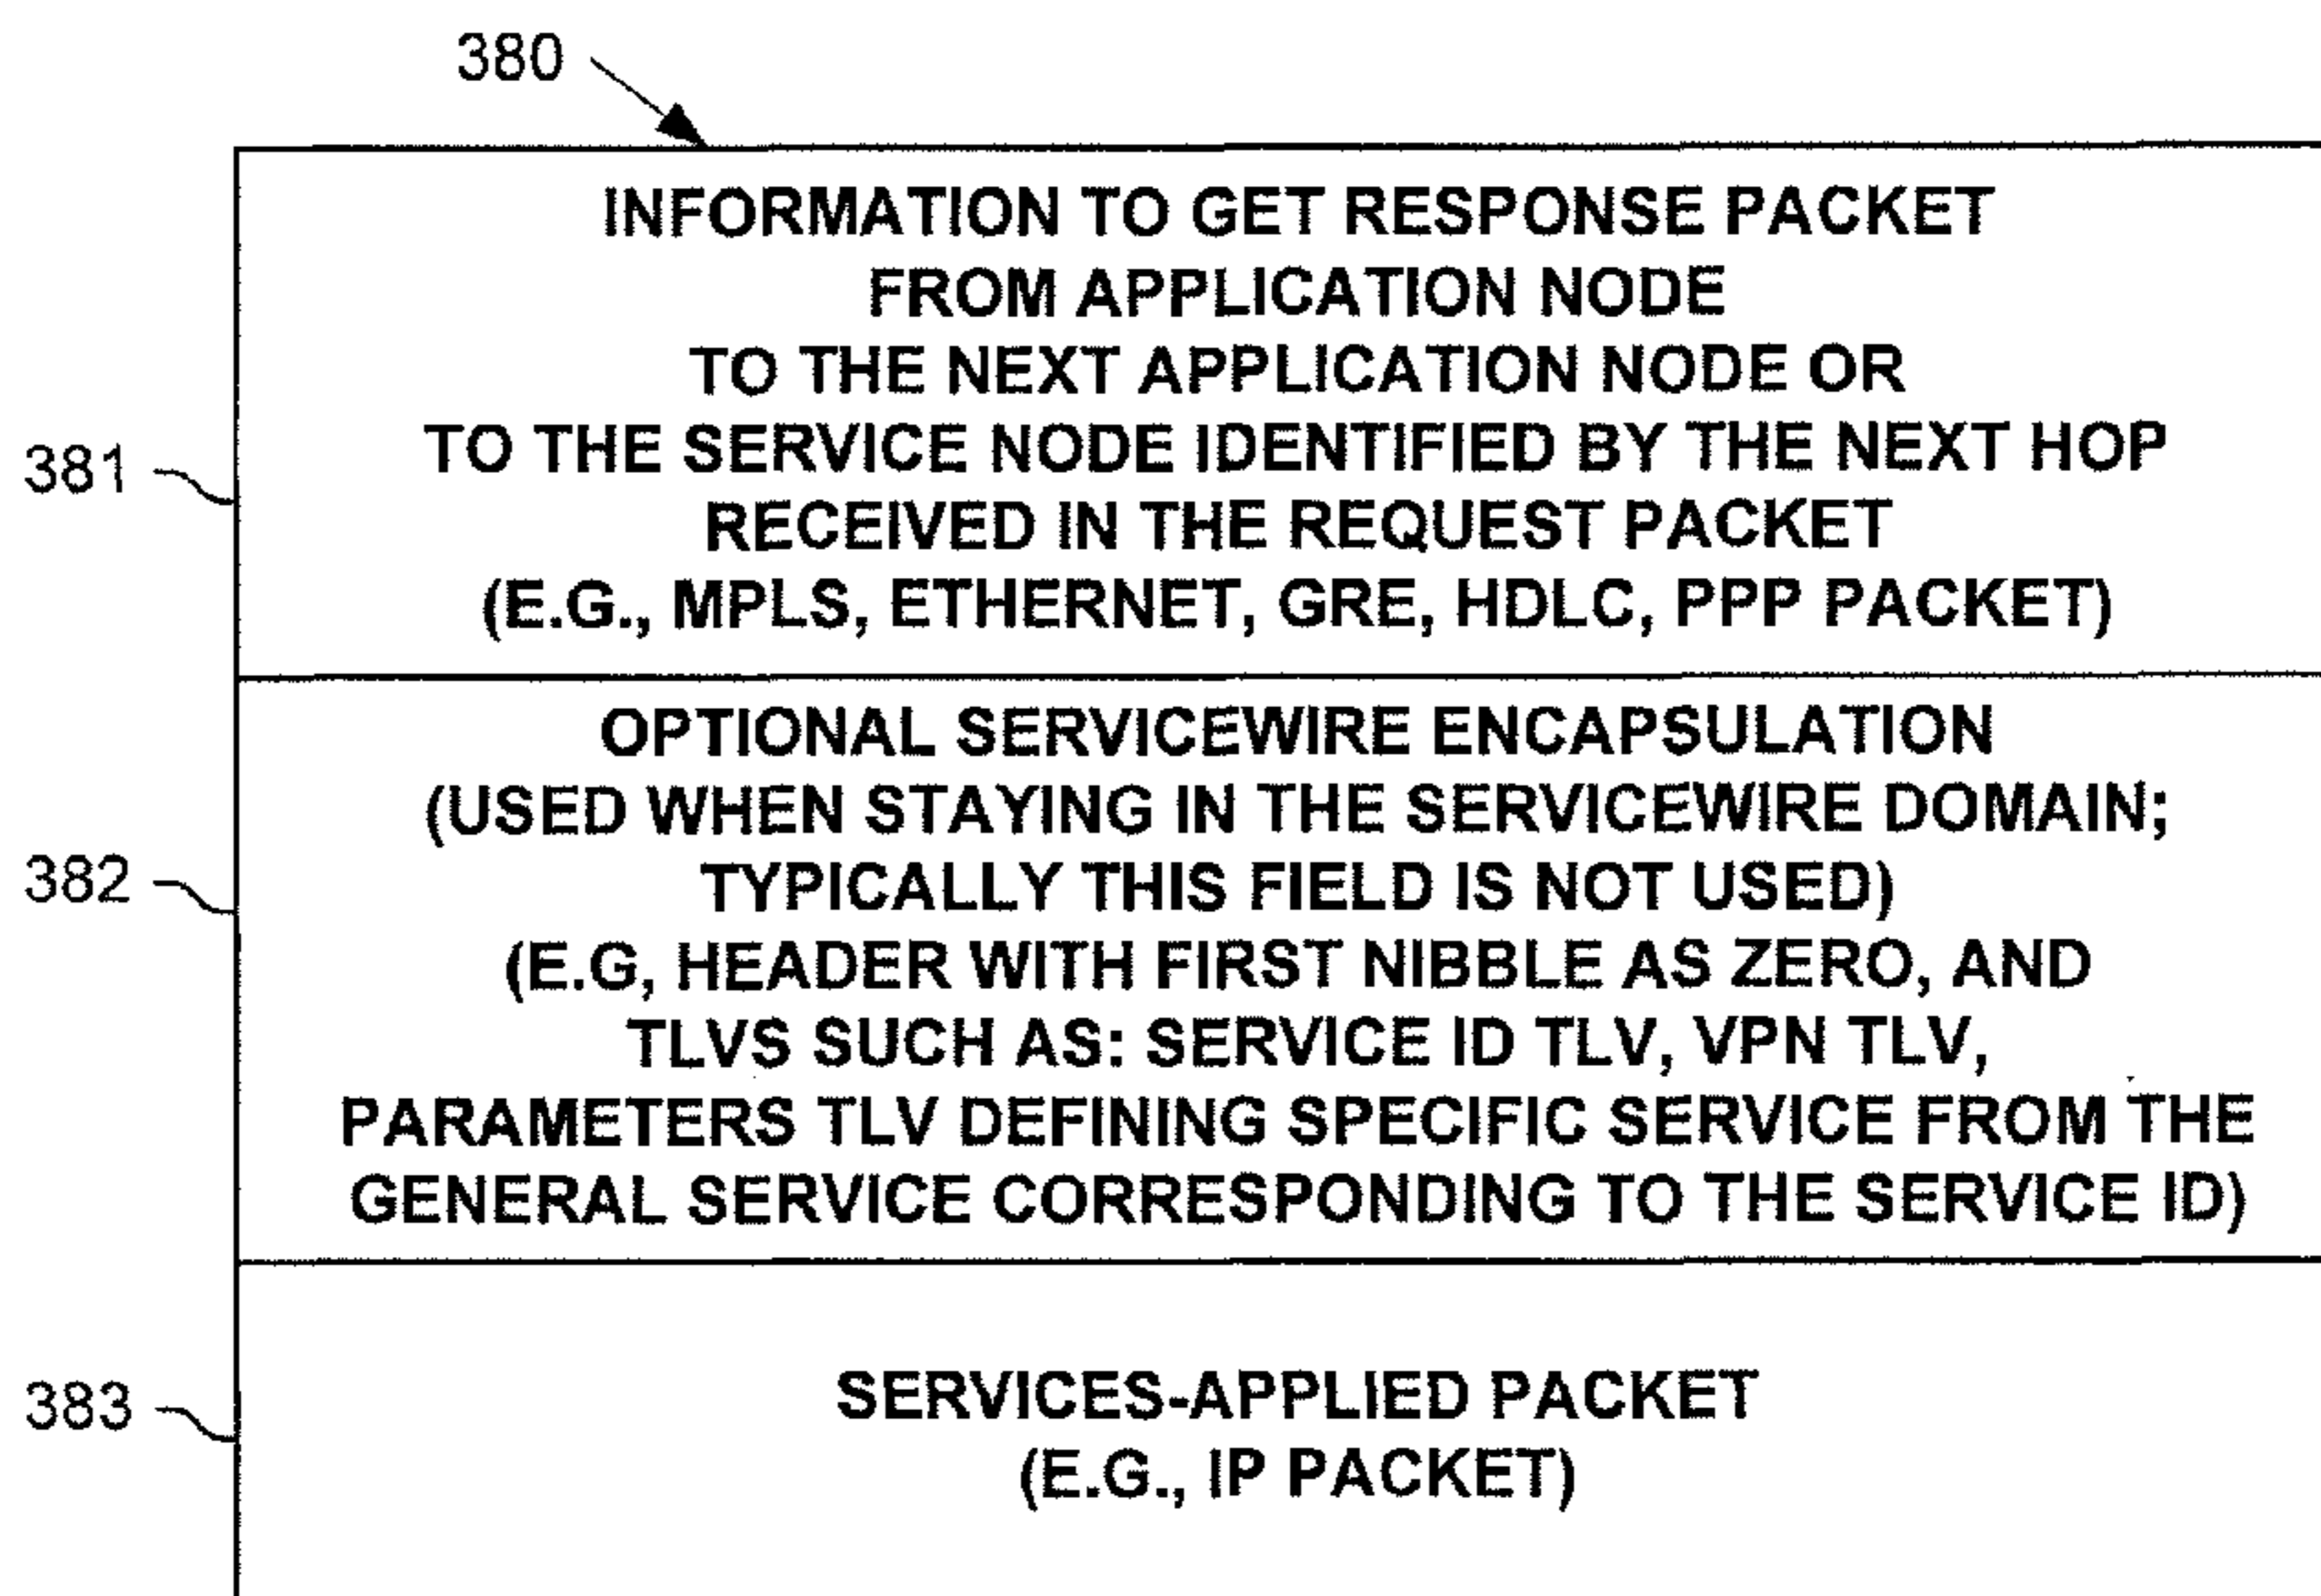 380
INFORMATION TO GET RESPONSE PACKET
FROM APPLICATION NODE
TO THE NEXT APPLICATION NODE OR
TO THE SERVICE NODE IDENTIFIED BY THE NEXT HOP
381
RECEIVED IN THE REQUEST PACKET
(E.G., MPLS, ETHERNET, GRE, HDLC, PPP PACKET)
OPTIONAL SERVICEWIRE ENCAPSULATION
(USED WHEN STAYING IN THE SERVICEWIRE DOMAIN;
382
TYPICALLY THIS FIELD IS NOT USED)
(E.G, HEADER WITH FIRST NIBBLE AS ZERO, AND
TLVS SUCH AS: SERVICE ID TLV, VPN TLV,
PARAMETERS TLV DEFINING SPECIFIC SERVICE FROM THE
GENERAL SERVICE CORRESPONDING TO THE SERVICE ID)
383
SERVICES-APPLIED PACKET
(E.G., IP PACKET)